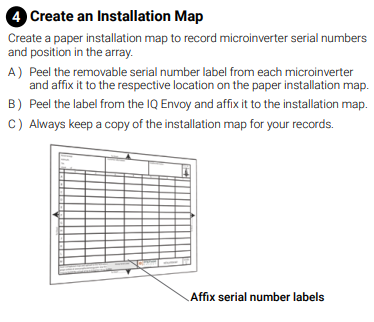 4 Create an Installation Map
Create a paper installation map to record microinverter serial numbers
and position in the array.
A ) Peel the removable serial number label from each microinverter
and affix it to the respective location on the paper installation map.
B ) Peel the label from the IQ Envoy and affix it to the installation map.
C ) Always keep a copy of the installation map for your records.
Affix serial number labels